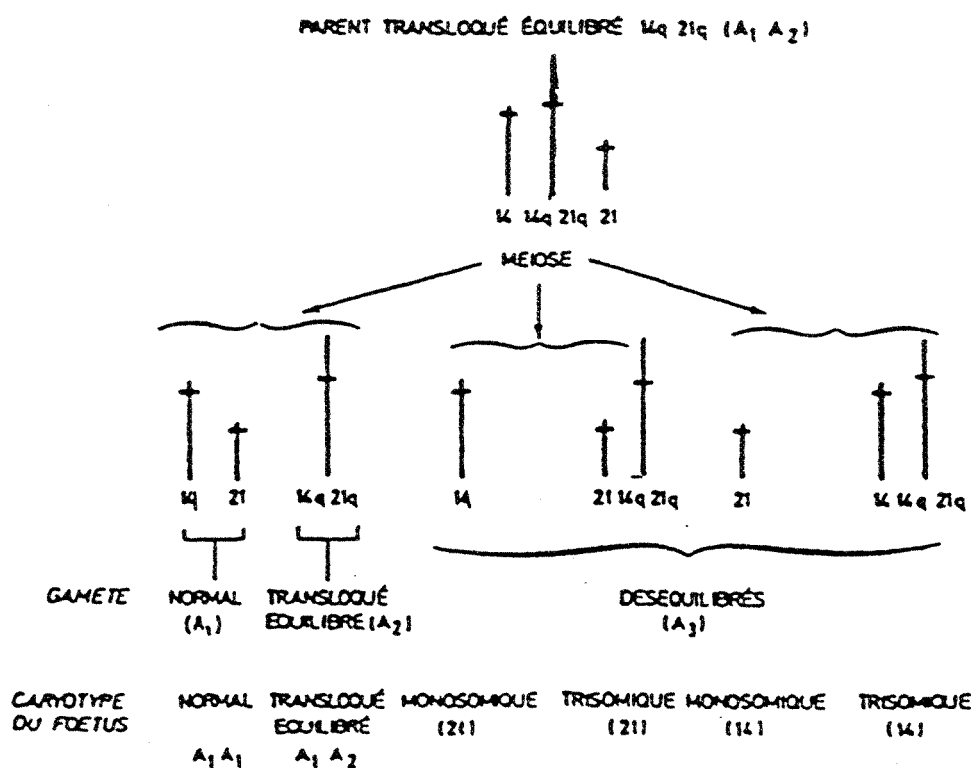 PARENT TRANSLOQUÉ ÉQUILIBRÉ 14q 21q (A1 A2)
14 14q 21q 21
MEIOSE
14 21 14q 21q 14 21 14q 21q 21 14 14q 21q
GAMÈTE NORMAL TRANSLOQUÉ DESEQUILIBRÉS
(A1) EQUILIBRÉ (A2) (A3)
CARYOTYPE NORMAL TRANSLOQUÉ MONOSOMIQUE TRISOMIQUE MONOSOMIQUE TRISOMIQUE
DU FOETUS EQUILIBRÉ (21) (21) (14) (14)
A1 A1 A1 A2